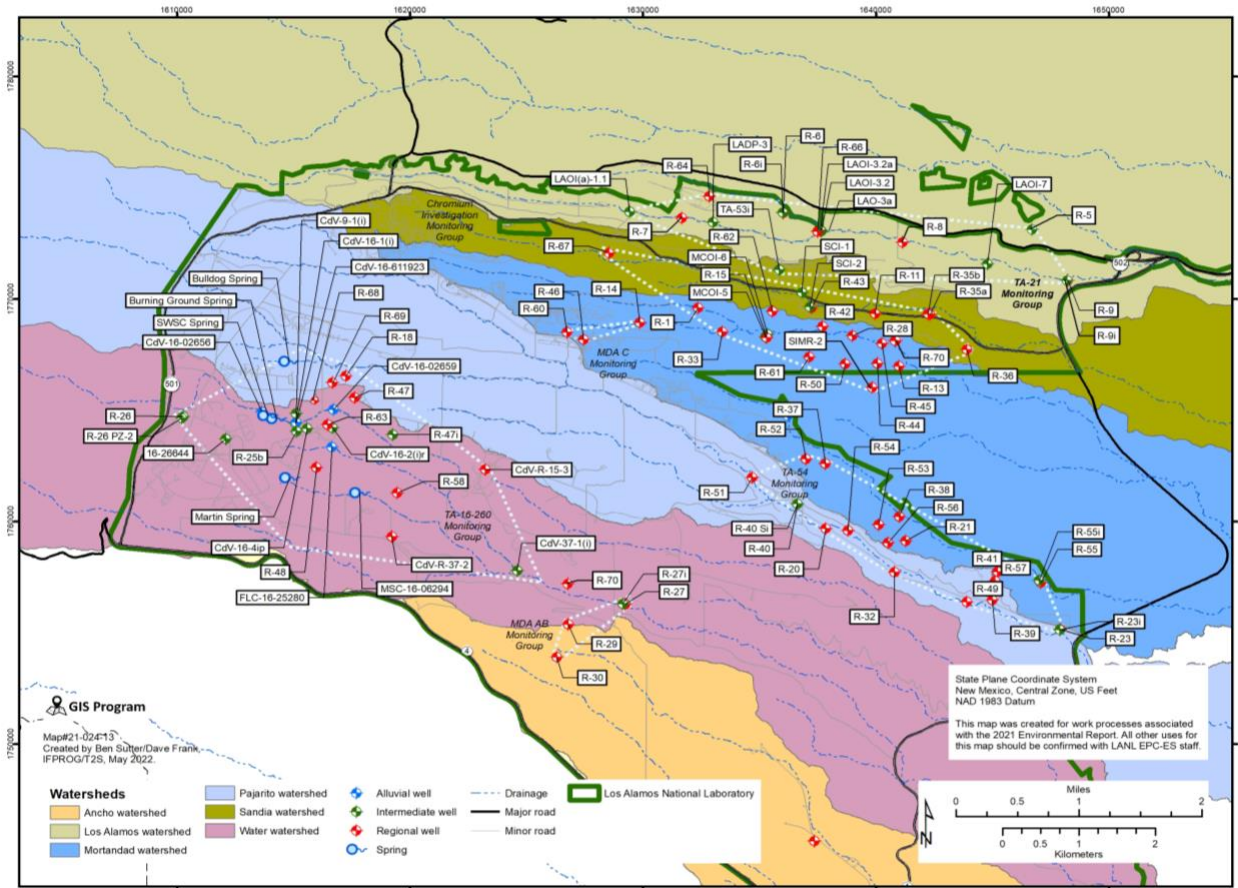 1610000
1620000
1630000
1640000
1650000
1780000
1770000
1760000
1750000
R-6
R-66
LADP-3
R-6i
R-64
LAOI-3.2a
LAOI-3.2
LAO-3a
LAOI(a)-1.1
LAOI-7
TA-53i
R-7
R-62
R-8
R-5
Chromium
Investigation
Monitoring
Group
CdV-9-1(i)
CdV-16-1(i)
CdV-16-611923
R-67
MCOI-6
R-15
MCOI-5
SCI-1
SCI-2
R-43
R-11
R-35b
R-35a
502
TA-21
Monitoring
Group
Bulldog Spring
Burning Ground Spring
SWSC Spring
CdV-16-02656
R-68
R-69
R-18
CdV-16-02659
R-47
R-46
R-60
R-14
R-1
R-33
MDA C
Monitoring
Group
R-42
SIMR-2
R-28
R-9
R-9i
R-70
R-36
R-61
R-50
R-13
R-45
R-44
501
R-26
R-26 PZ-2
16-26644
R-25b
R-63
R-47i
CdV-16-2(i)r
R-37
R-52
R-54
R-53
CdV-R-15-3
R-58
TA-54
Monitoring
Group
R-51
R-38
R-56
R-21
Martin Spring
CdV-16-4ip
R-48
FLC-16-25280
MSC-16-06294
TA-16-260
Monitoring
Group
CdV-R-37-2
CdV-37-1(i)
R-40 Si
R-40
R-20
R-32
R-55i
R-55
R-41
R-57
R-49
R-39
R-23i
R-23
R-70
R-27i
R-27
MDA AB
Monitoring
Group
R-29
R-30
4
State Plane Coordinate System
New Mexico, Central Zone, US Feet
NAD 1983 Datum
This map was created for work processes associated
with the 2021 Environmental Report. All other uses for
this map should be confirmed with LANL EPC-ES staff.
GIS Program
Map#21-024-13
Created by Ben Sutter/Dave Frank,
IFPROG/T2S, May 2022.
Watersheds
Ancho watershed
Los Alamos watershed
Mortandad watershed
Pajarito watershed
Sandia watershed
Water watershed
Alluvial well
Intermediate well
Regional well
Spring
Drainage
Major road
Minor road
Los Alamos National Laboratory
N
Miles
0 0.5 1 2
0 0.5 1 2
Kilometers